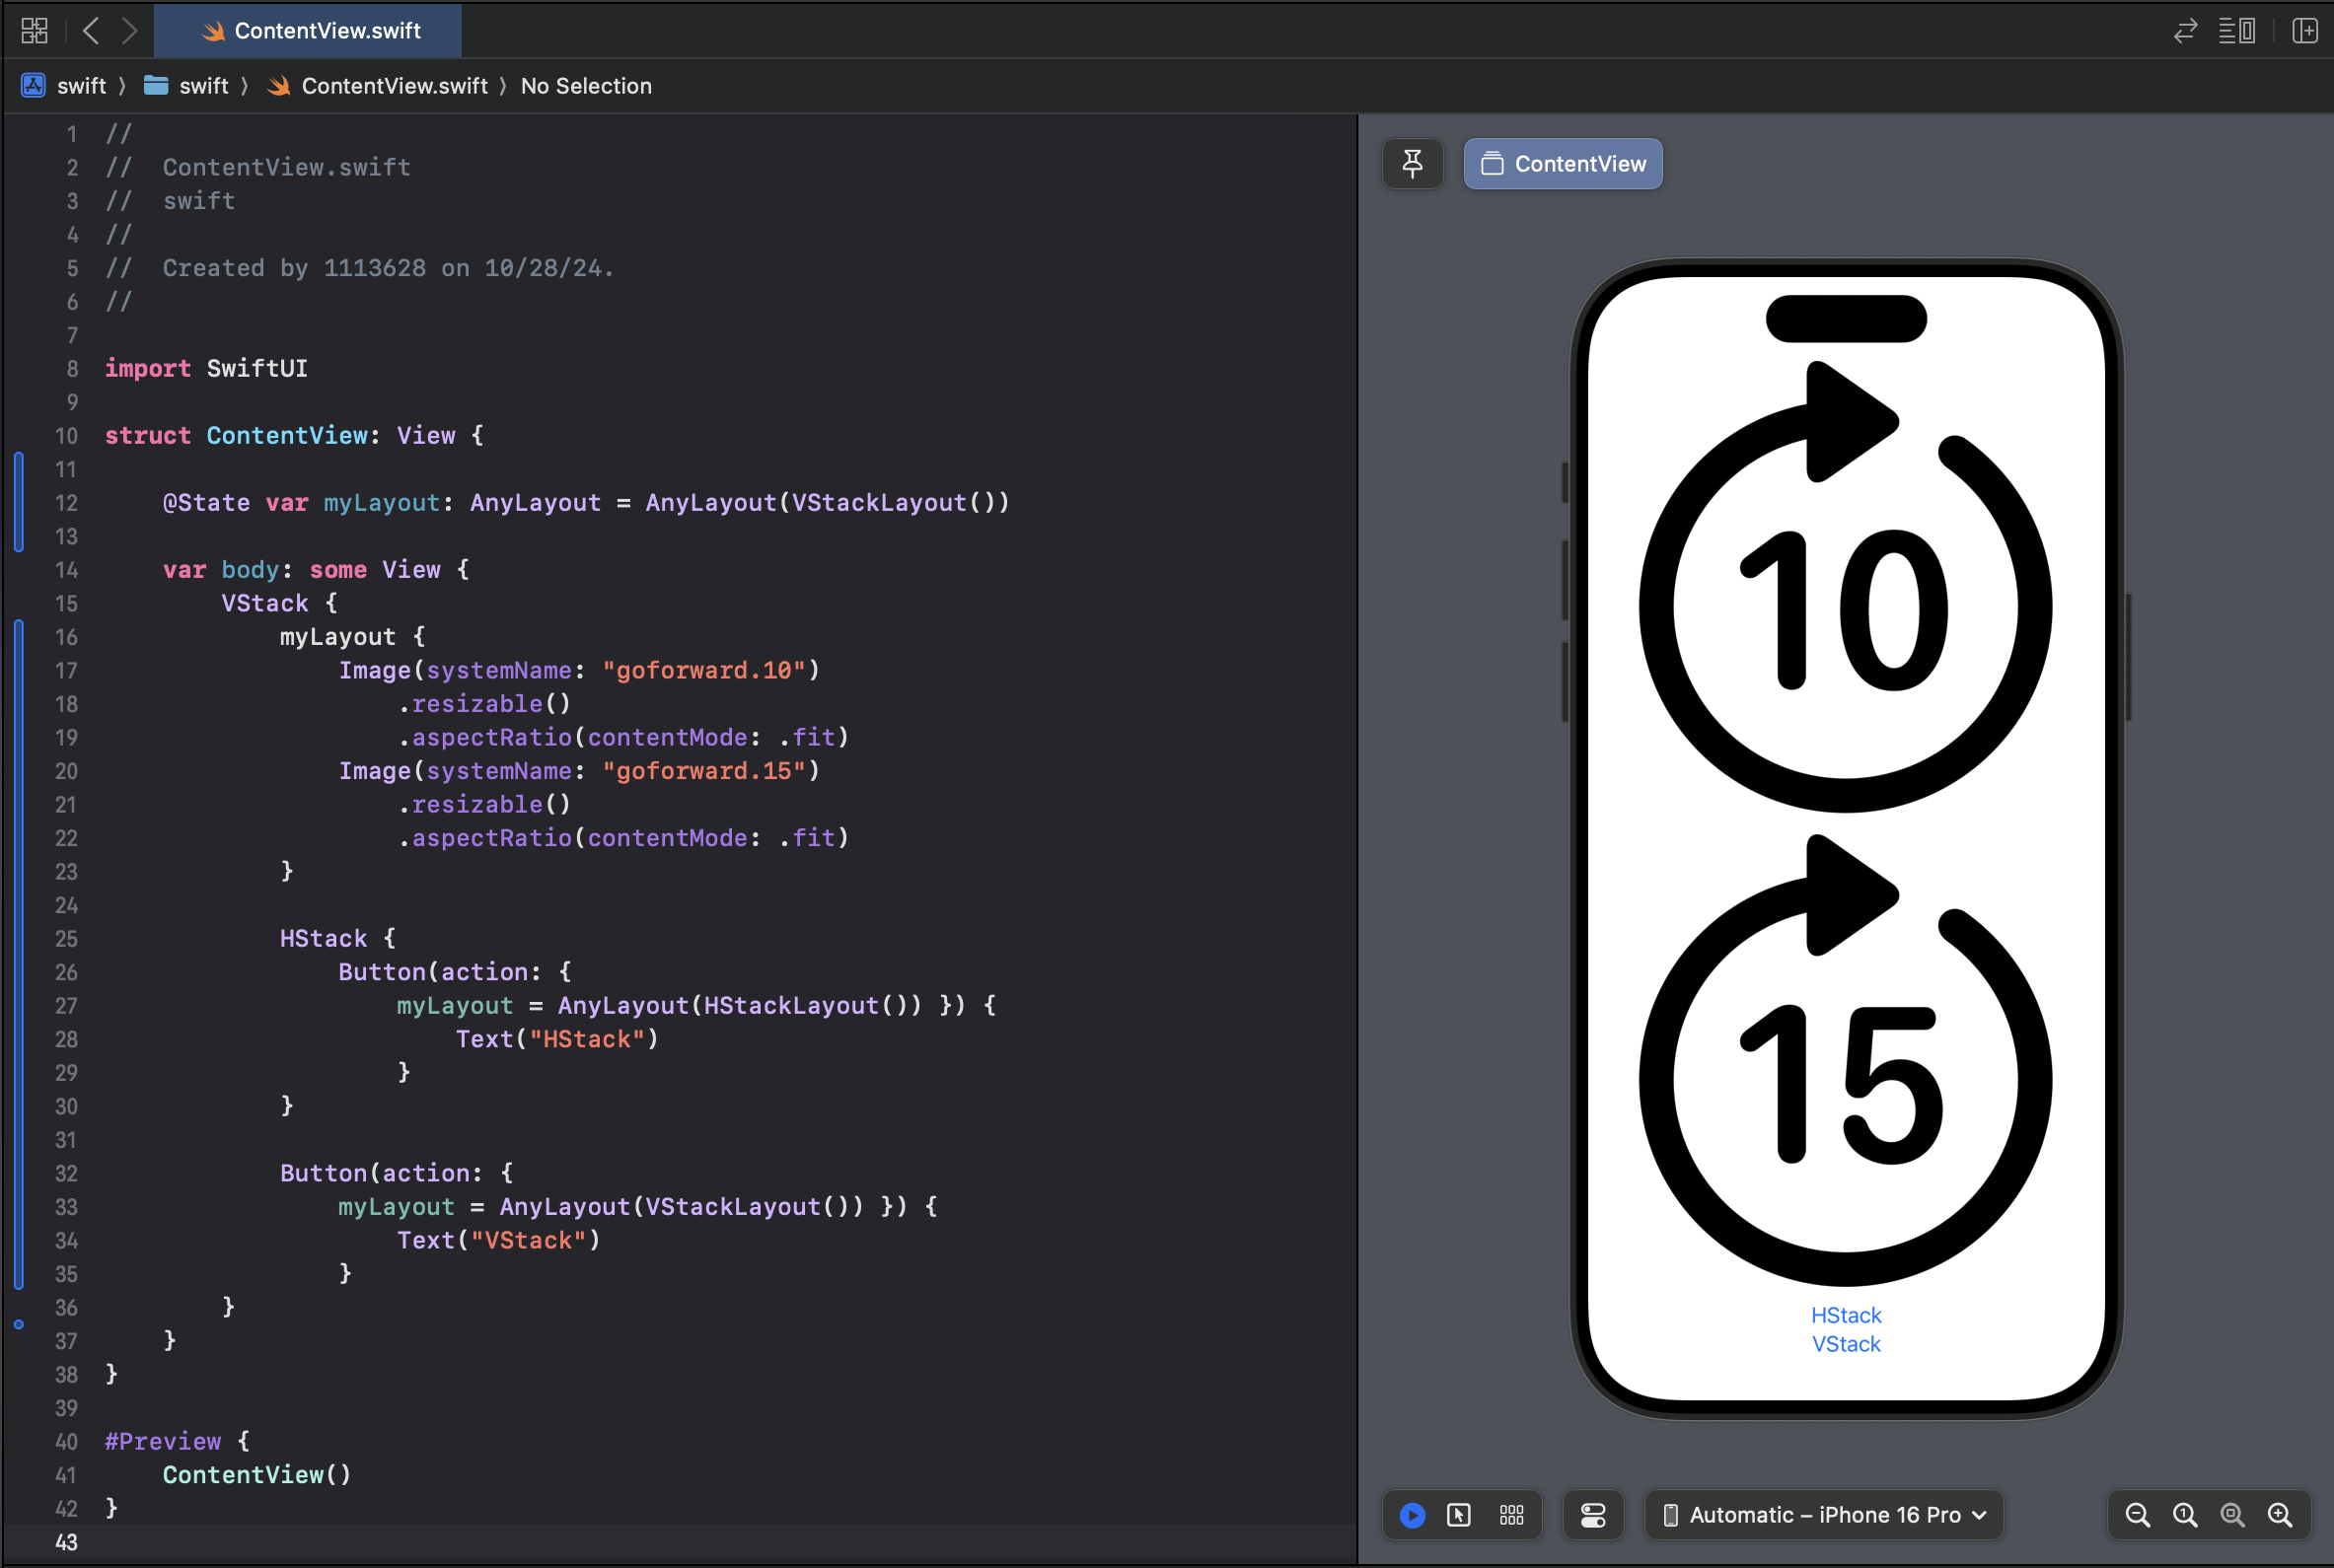 ContentView.swift
swift 〉 swift 〉 ContentView.swift 〉 No Selection
1 //
2 //  ContentView.swift
3 //  swift
4 //
5 //  Created by 1113628 on 10/28/24.
6 //
7
8 import SwiftUI
9
10 struct ContentView: View {
11
12     @State var myLayout: AnyLayout = AnyLayout(VStackLayout())
13
14     var body: some View {
15         VStack {
16             myLayout {
17                 Image(systemName: "goforward.10")
18                     .resizable()
19                     .aspectRatio(contentMode: .fit)
20                 Image(systemName: "goforward.15")
21                     .resizable()
22                     .aspectRatio(contentMode: .fit)
23             }
24
25             HStack {
26                 Button(action: {
27                     myLayout = AnyLayout(HStackLayout()) }) {
28                         Text("HStack")
29                     }
30             }
31
32             Button(action: {
33                 myLayout = AnyLayout(VStackLayout()) }) {
34                     Text("VStack")
35                 }
36         }
37     }
38 }
39
40 #Preview {
41     ContentView()
42 }
43
ContentView
10
15
HStack
VStack
Automatic – iPhone 16 Pro